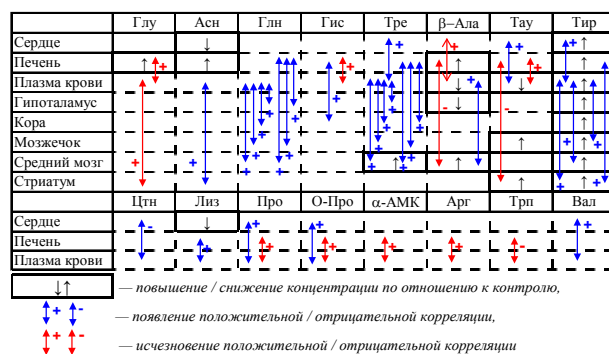 Глу Асн Глн Гис Тре β–Ала Тау Тир
Сердце ↓ + + + + ↑
Печень ↑ + ↑ + ↑ + ↑
Плазма крови ↓ + ↓ ↑
Гипоталамус + - ↓ - ↑
Кора + + ↑
Мозжечок + ↑ + ↑
Средний мозг + + + + ↑ + ↑ ↑
Стриатум + ↑ + ↑
Цтн Лиз Про О-Про α-АМК Арг Трп Вал
Сердце - ↓ + + +
Печень + + + + + -
Плазма крови
↓↑ — повышение / снижение концентрации по отношению к контролю,
+ - — появление положительной / отрицательной корреляции,
+ - — исчезновение положительной / отрицательной корреляции